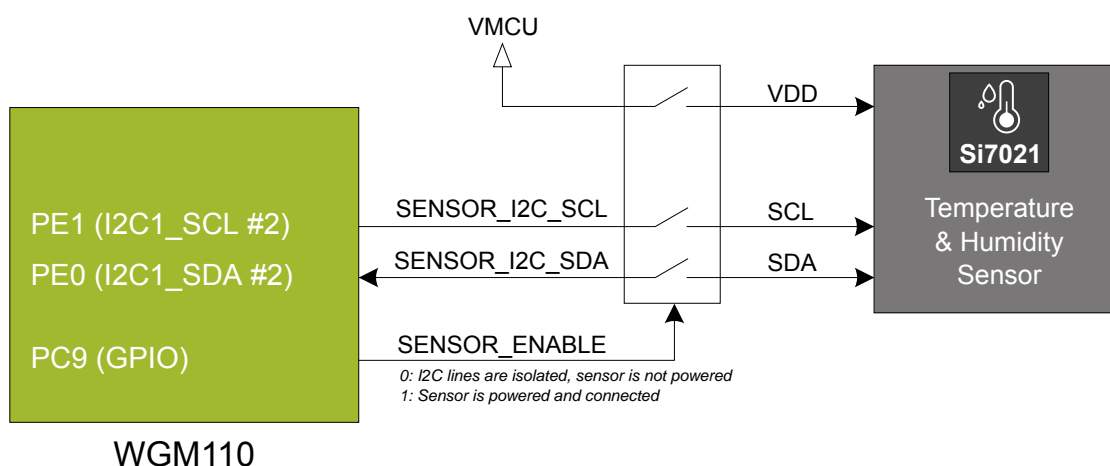 VMCU
VDD
Si7021
PE1 (I2C1_SCL #2)
SENSOR_I2C_SCL
SCL
Temperature
& Humidity
Sensor
PE0 (I2C1_SDA #2)
SENSOR_I2C_SDA
SDA
PC9 (GPIO)
SENSOR_ENABLE
0: I2C lines are isolated, sensor is not powered
1: Sensor is powered and connected
WGM110